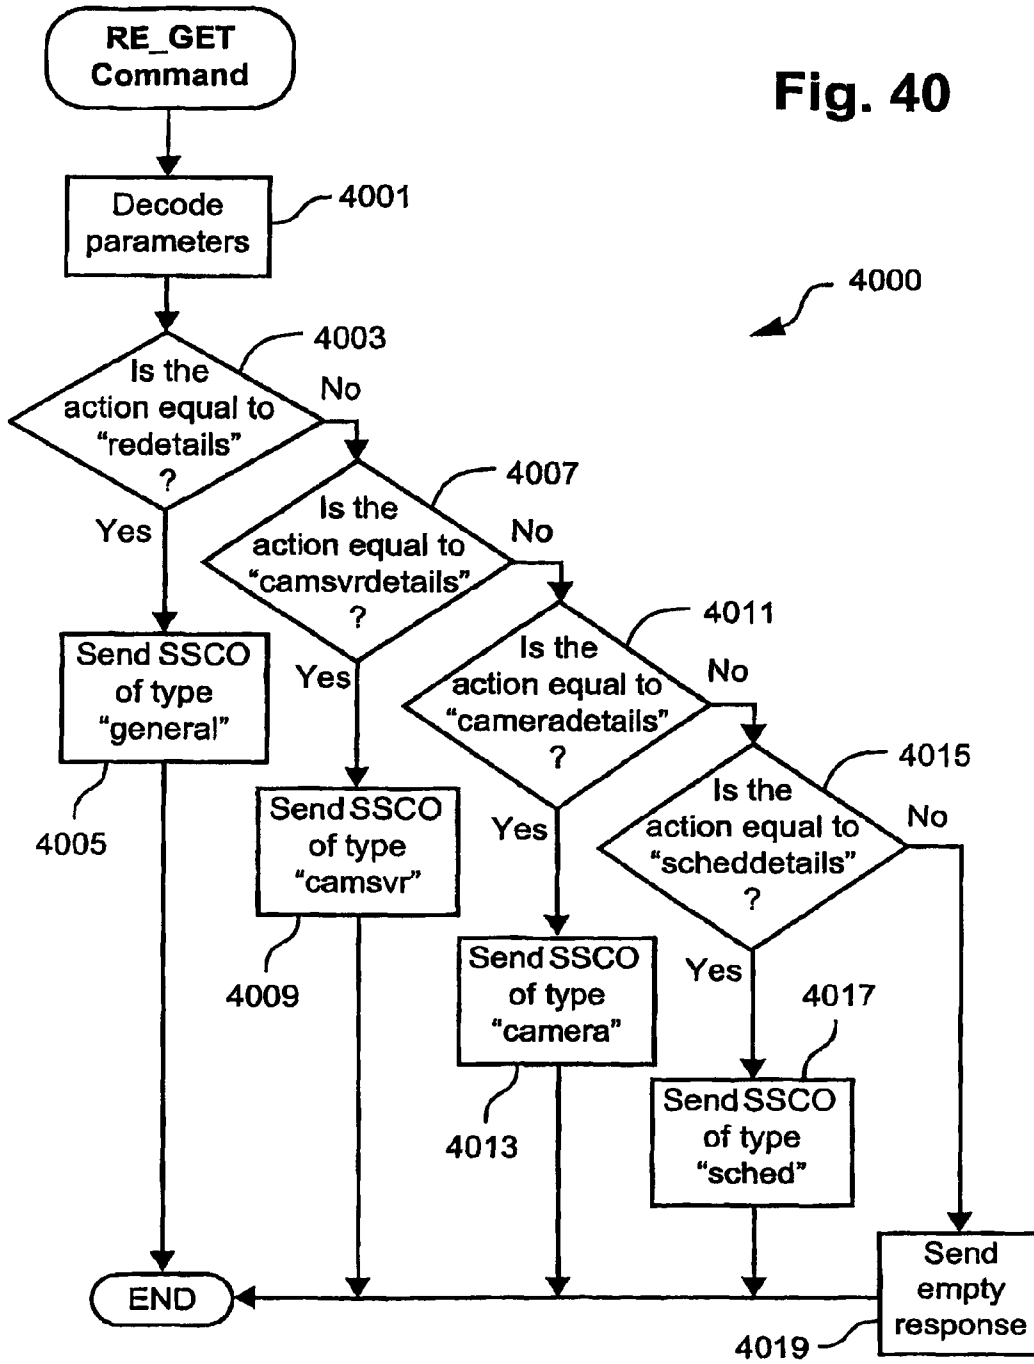 RE_GET
Command
Fig. 40
Decode
parameters
4001
4000
4003
Is the
action equal to
“redetails”
?
No
Yes
4007
Is the
action equal to
“camsvrdetails”
?
No
Yes
4011
Is the
action equal to
“cameradetails”
?
No
Yes
4015
Is the
action equal to
“scheddetails”
?
No
Yes
Send SSCO
of type
“general”
4005
Send SSCO
of type
“camsvr”
4009
Send SSCO
of type
“camera”
4013
4017
Send SSCO
of type
“sched”
Send
empty
response
4019
END